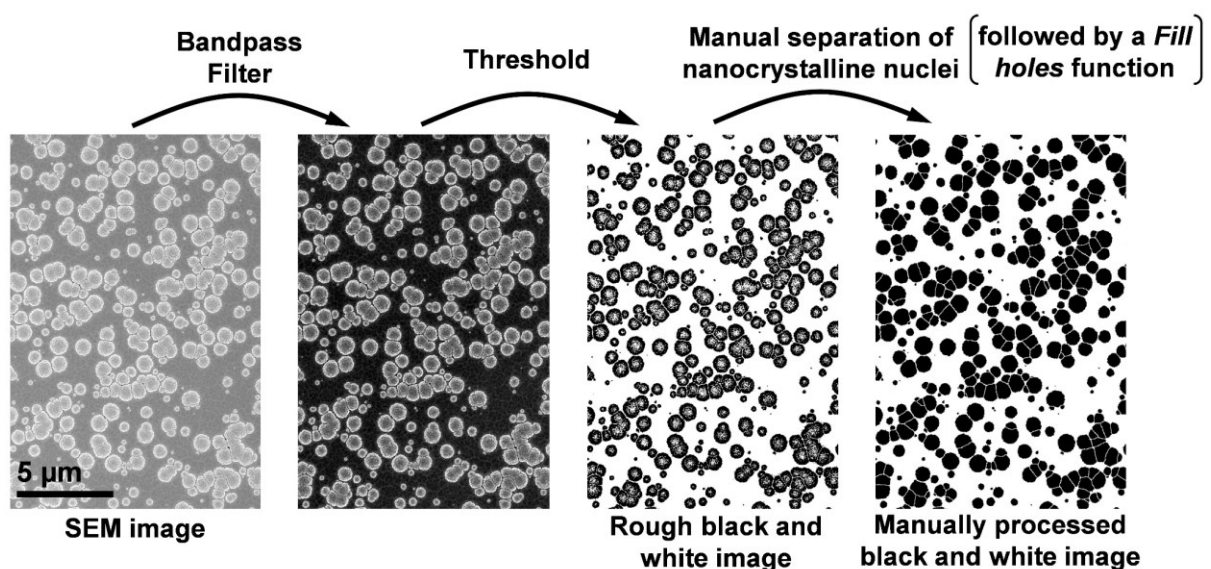 Bandpass
Filter
Threshold
Manual separation of
nanocrystalline nuclei
followed by a Fill
holes function
5 µm
SEM image
Rough black and
white image
Manually processed
black and white image